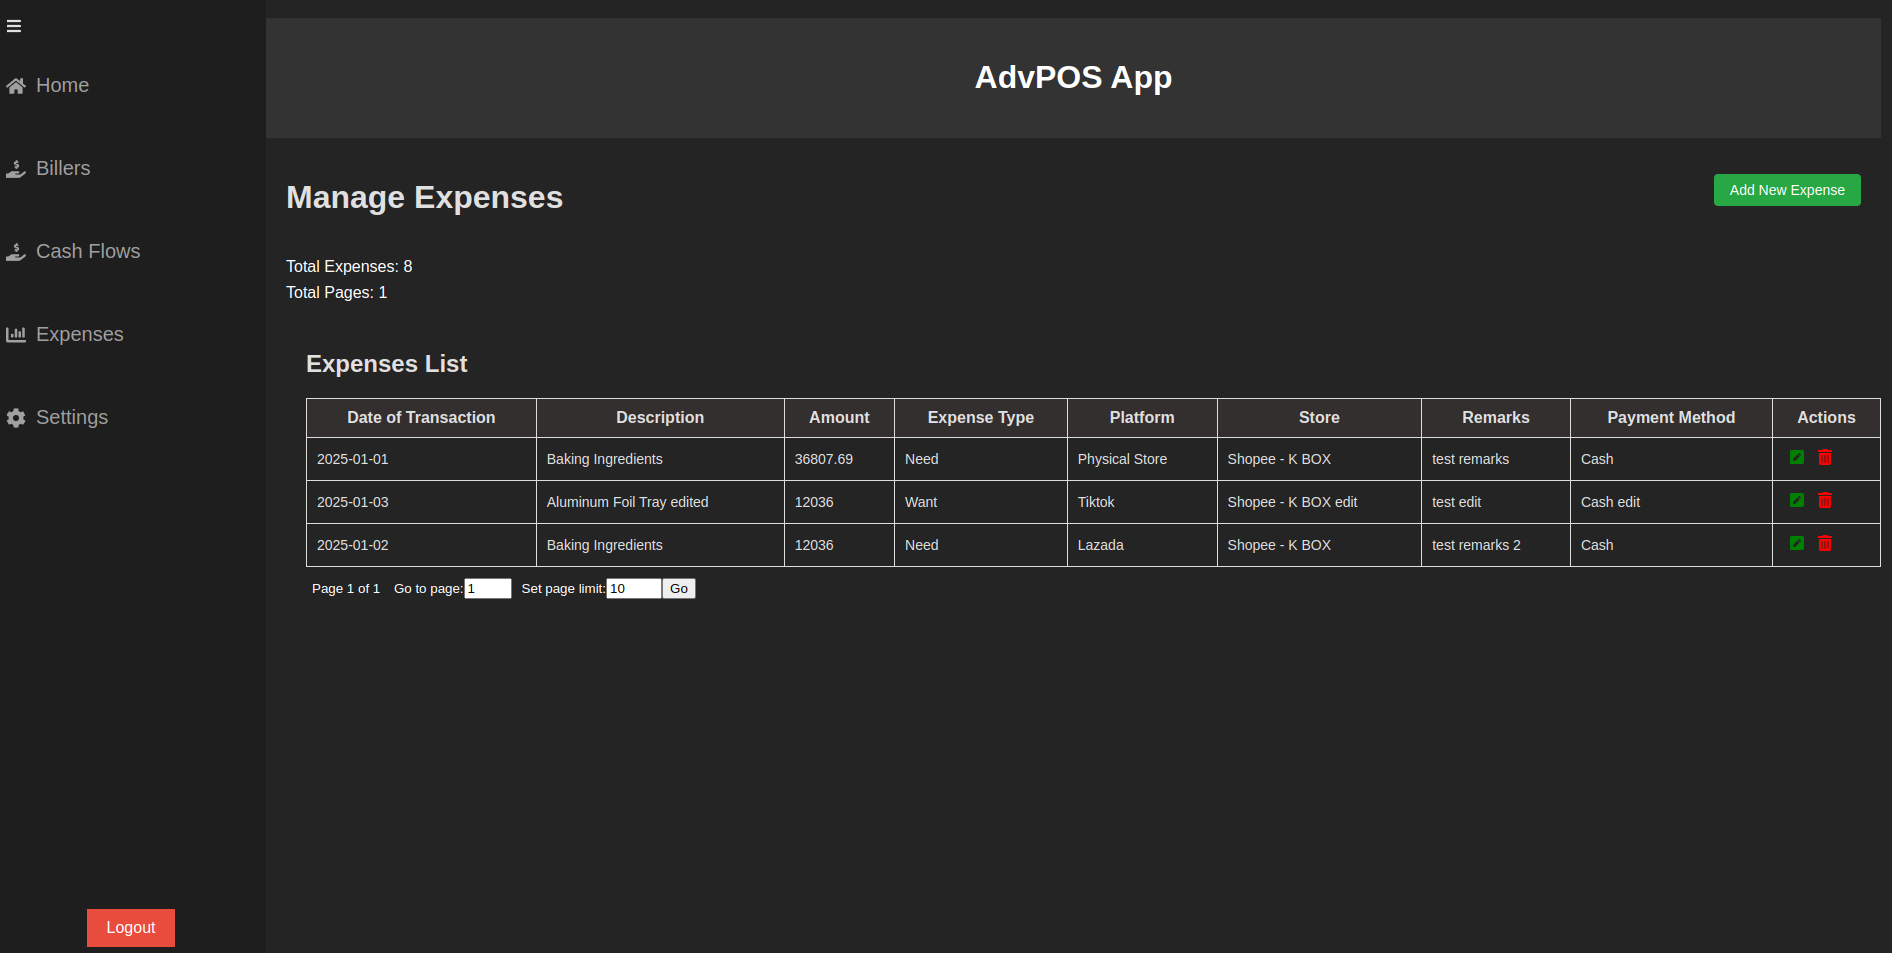 AdvPOS App
Home
Billers
Cash Flows
Expenses
Settings
Logout
Manage Expenses
Add New Expense
Total Expenses: 8
Total Pages: 1
Expenses List
Date of Transaction Description Amount Expense Type Platform Store Remarks Payment Method Actions
2025-01-01 Baking Ingredients 36807.69 Need Physical Store Shopee - K BOX test remarks Cash
2025-01-03 Aluminum Foil Tray edited 12036 Want Tiktok Shopee - K BOX edit test edit Cash edit
2025-01-02 Baking Ingredients 12036 Need Lazada Shopee - K BOX test remarks 2 Cash
Page 1 of 1 Go to page: 1 Set page limit: 10 Go